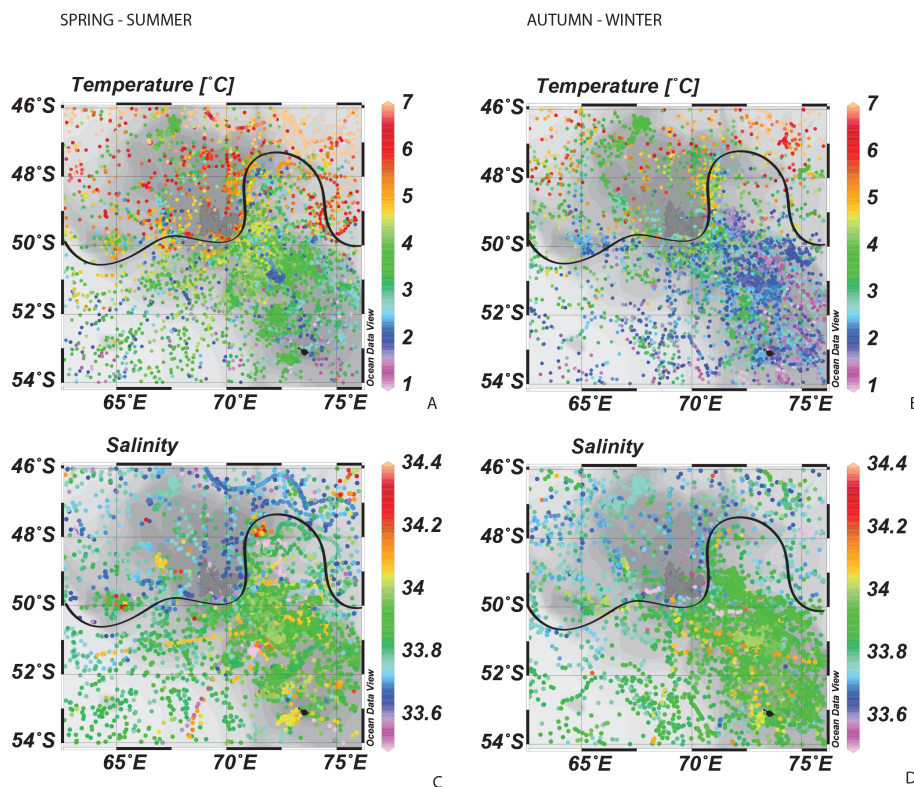 SPRING - SUMMER
AUTUMN - WINTER
Temperature [˚C]
46˚S
48˚S
50˚S
52˚S
54˚S
65˚E
70˚E
75˚E
7
6
5
4
3
2
1
Ocean Data View
A
Temperature [˚C]
46˚S
48˚S
50˚S
52˚S
54˚S
65˚E
70˚E
75˚E
7
6
5
4
3
2
1
Ocean Data View
Salinity
46˚S
48˚S
50˚S
52˚S
54˚S
65˚E
70˚E
75˚E
34.4
34.2
34
33.8
33.6
Ocean Data View
C
Salinity
46˚S
48˚S
50˚S
52˚S
54˚S
65˚E
70˚E
75˚E
34.4
34.2
34
33.8
33.6
Ocean Data View
D